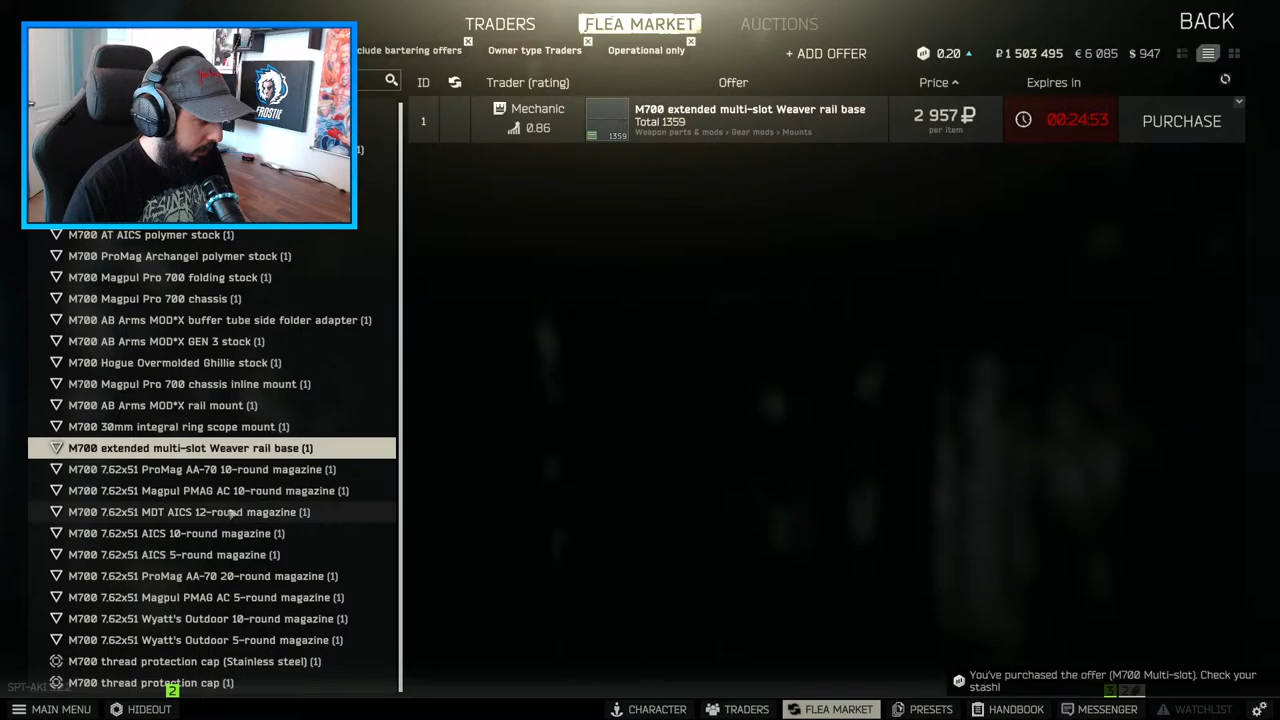 TRADERS
FLEA MARKET
AUCTIONS
BACK
clude bartering offers
Owner type Traders
Operational only
+ ADD OFFER
0.20
₽ 1 503 495
€ 6 085
$ 947
ID
Trader (rating)
Offer
Price
Expires in
1
Mechanic
0.86
1359
M700 extended multi-slot Weaver rail base
Total 1359
Weapon parts & mods > Gear mods > Mounts
2 957 ₽
per item
00:24:53
PURCHASE
FROSTIE
1)
M700 AT AICS polymer stock (1)
M700 ProMag Archangel polymer stock (1)
M700 Magpul Pro 700 folding stock (1)
M700 Magpul Pro 700 chassis (1)
M700 AB Arms MOD*X buffer tube side folder adapter (1)
M700 AB Arms MOD*X GEN 3 stock (1)
M700 Hogue Overmolded Ghillie stock (1)
M700 Magpul Pro 700 chassis inline mount (1)
M700 AB Arms MOD*X rail mount (1)
M700 30mm integral ring scope mount (1)
M700 extended multi-slot Weaver rail base (1)
M700 7.62x51 ProMag AA-70 10-round magazine (1)
M700 7.62x51 Magpul PMAG AC 10-round magazine (1)
M700 7.62x51 MDT AICS 12-round magazine (1)
M700 7.62x51 AICS 10-round magazine (1)
M700 7.62x51 AICS 5-round magazine (1)
M700 7.62x51 ProMag AA-70 20-round magazine (1)
M700 7.62x51 Magpul PMAG AC 5-round magazine (1)
M700 7.62x51 Wyatt's Outdoor 10-round magazine (1)
M700 7.62x51 Wyatt's Outdoor 5-round magazine (1)
M700 thread protection cap (Stainless steel) (1)
M700 thread protection cap (1)
You've purchased the offer (M700 Multi-slot). Check your
stash!
2
MAIN MENU
HIDEOUT
CHARACTER
TRADERS
FLEA MARKET
PRESETS
HANDBOOK
MESSENGER
WATCHLIST